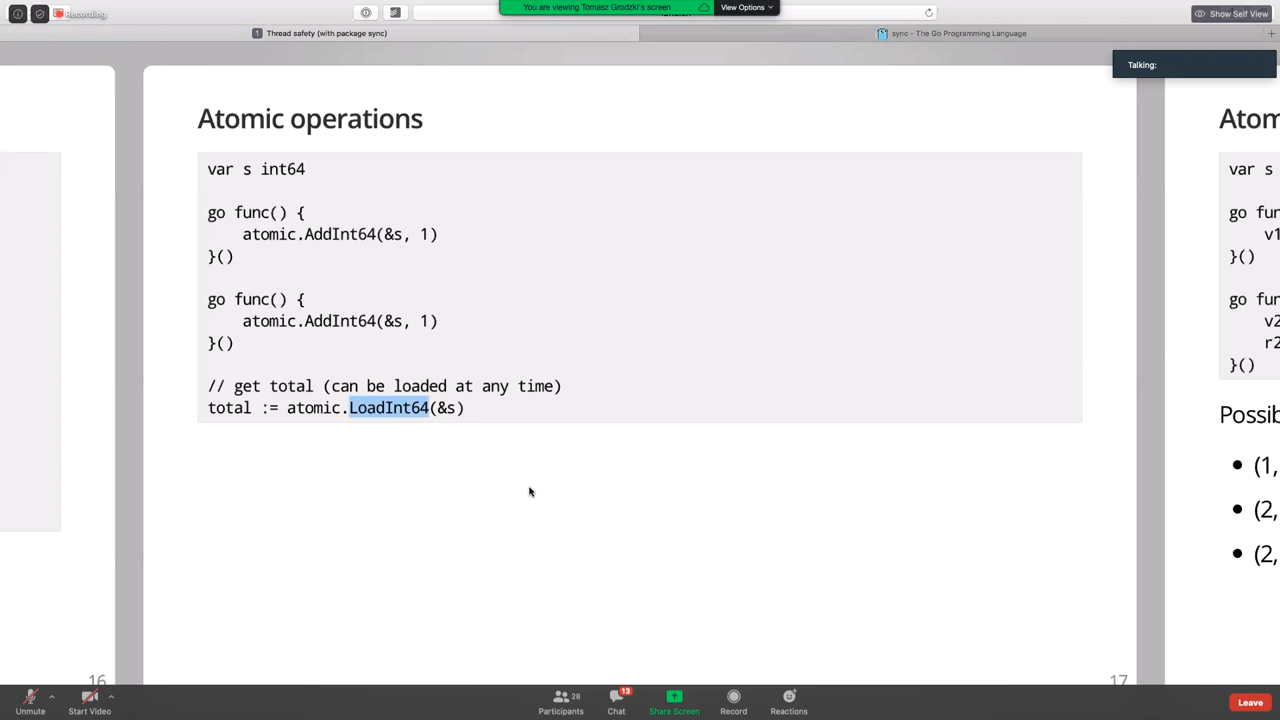 Recording
You are viewing Tomasz Grodzki's screen
View Options
Show Self View
1 Thread safety (with package sync)
sync - The Go Programming Language
Talking:
Atomic operations
var s int64
go func() {
atomic.AddInt64(&s, 1)
}()
go func() {
atomic.AddInt64(&s, 1)
}()
// get total (can be loaded at any time)
total := atomic.LoadInt64(&s)
16
17
Atom
var s
go fun
v1
}()
go fun
v2
r2
}()
Possib
(1,
(2,
(2,
Unmute
Start Video
28
Participants
13
Chat
Share Screen
Record
Reactions
Leave